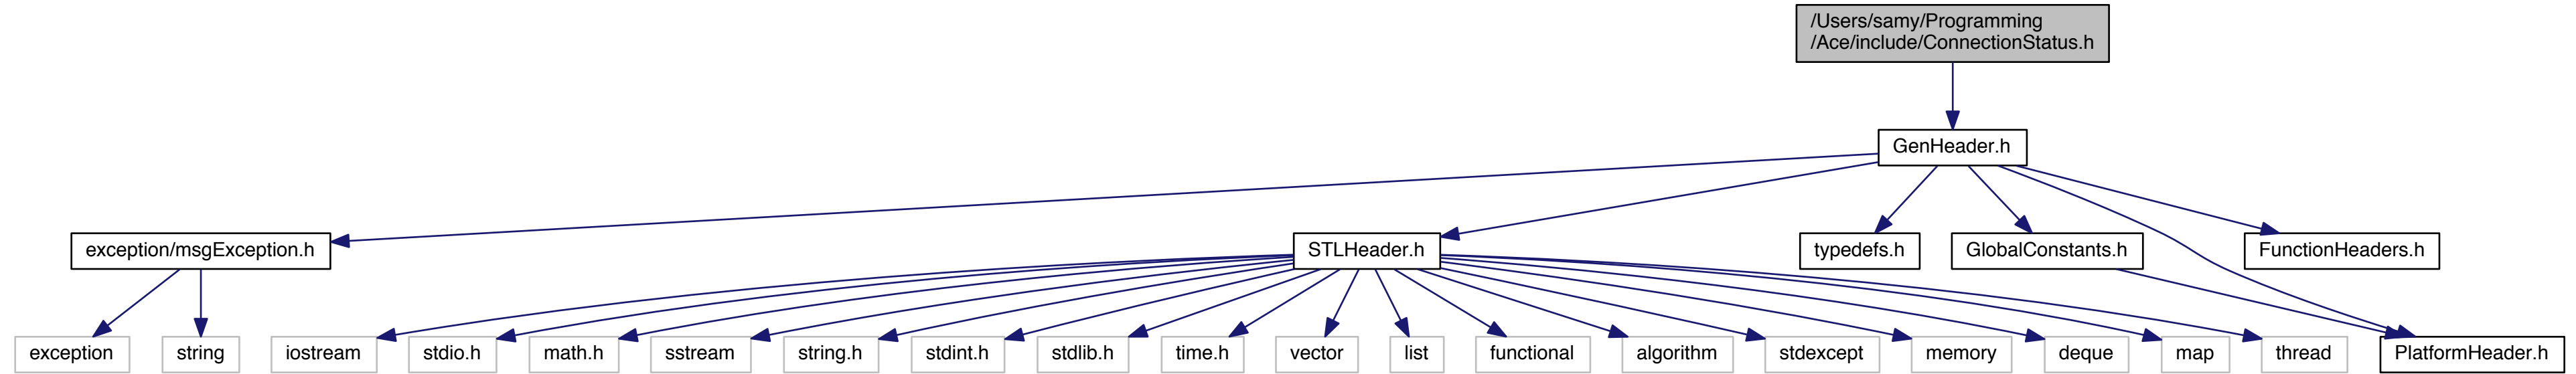 /Users/samy/Programming
/Ace/include/ConnectionStatus.h
GenHeader.h
exception/msgException.h
STLHeader.h
typedefs.h
GlobalConstants.h
FunctionHeaders.h
exception
string
iostream
stdio.h
math.h
sstream
string.h
stdint.h
stdlib.h
time.h
vector
list
functional
algorithm
stdexcept
memory
deque
map
thread
PlatformHeader.h